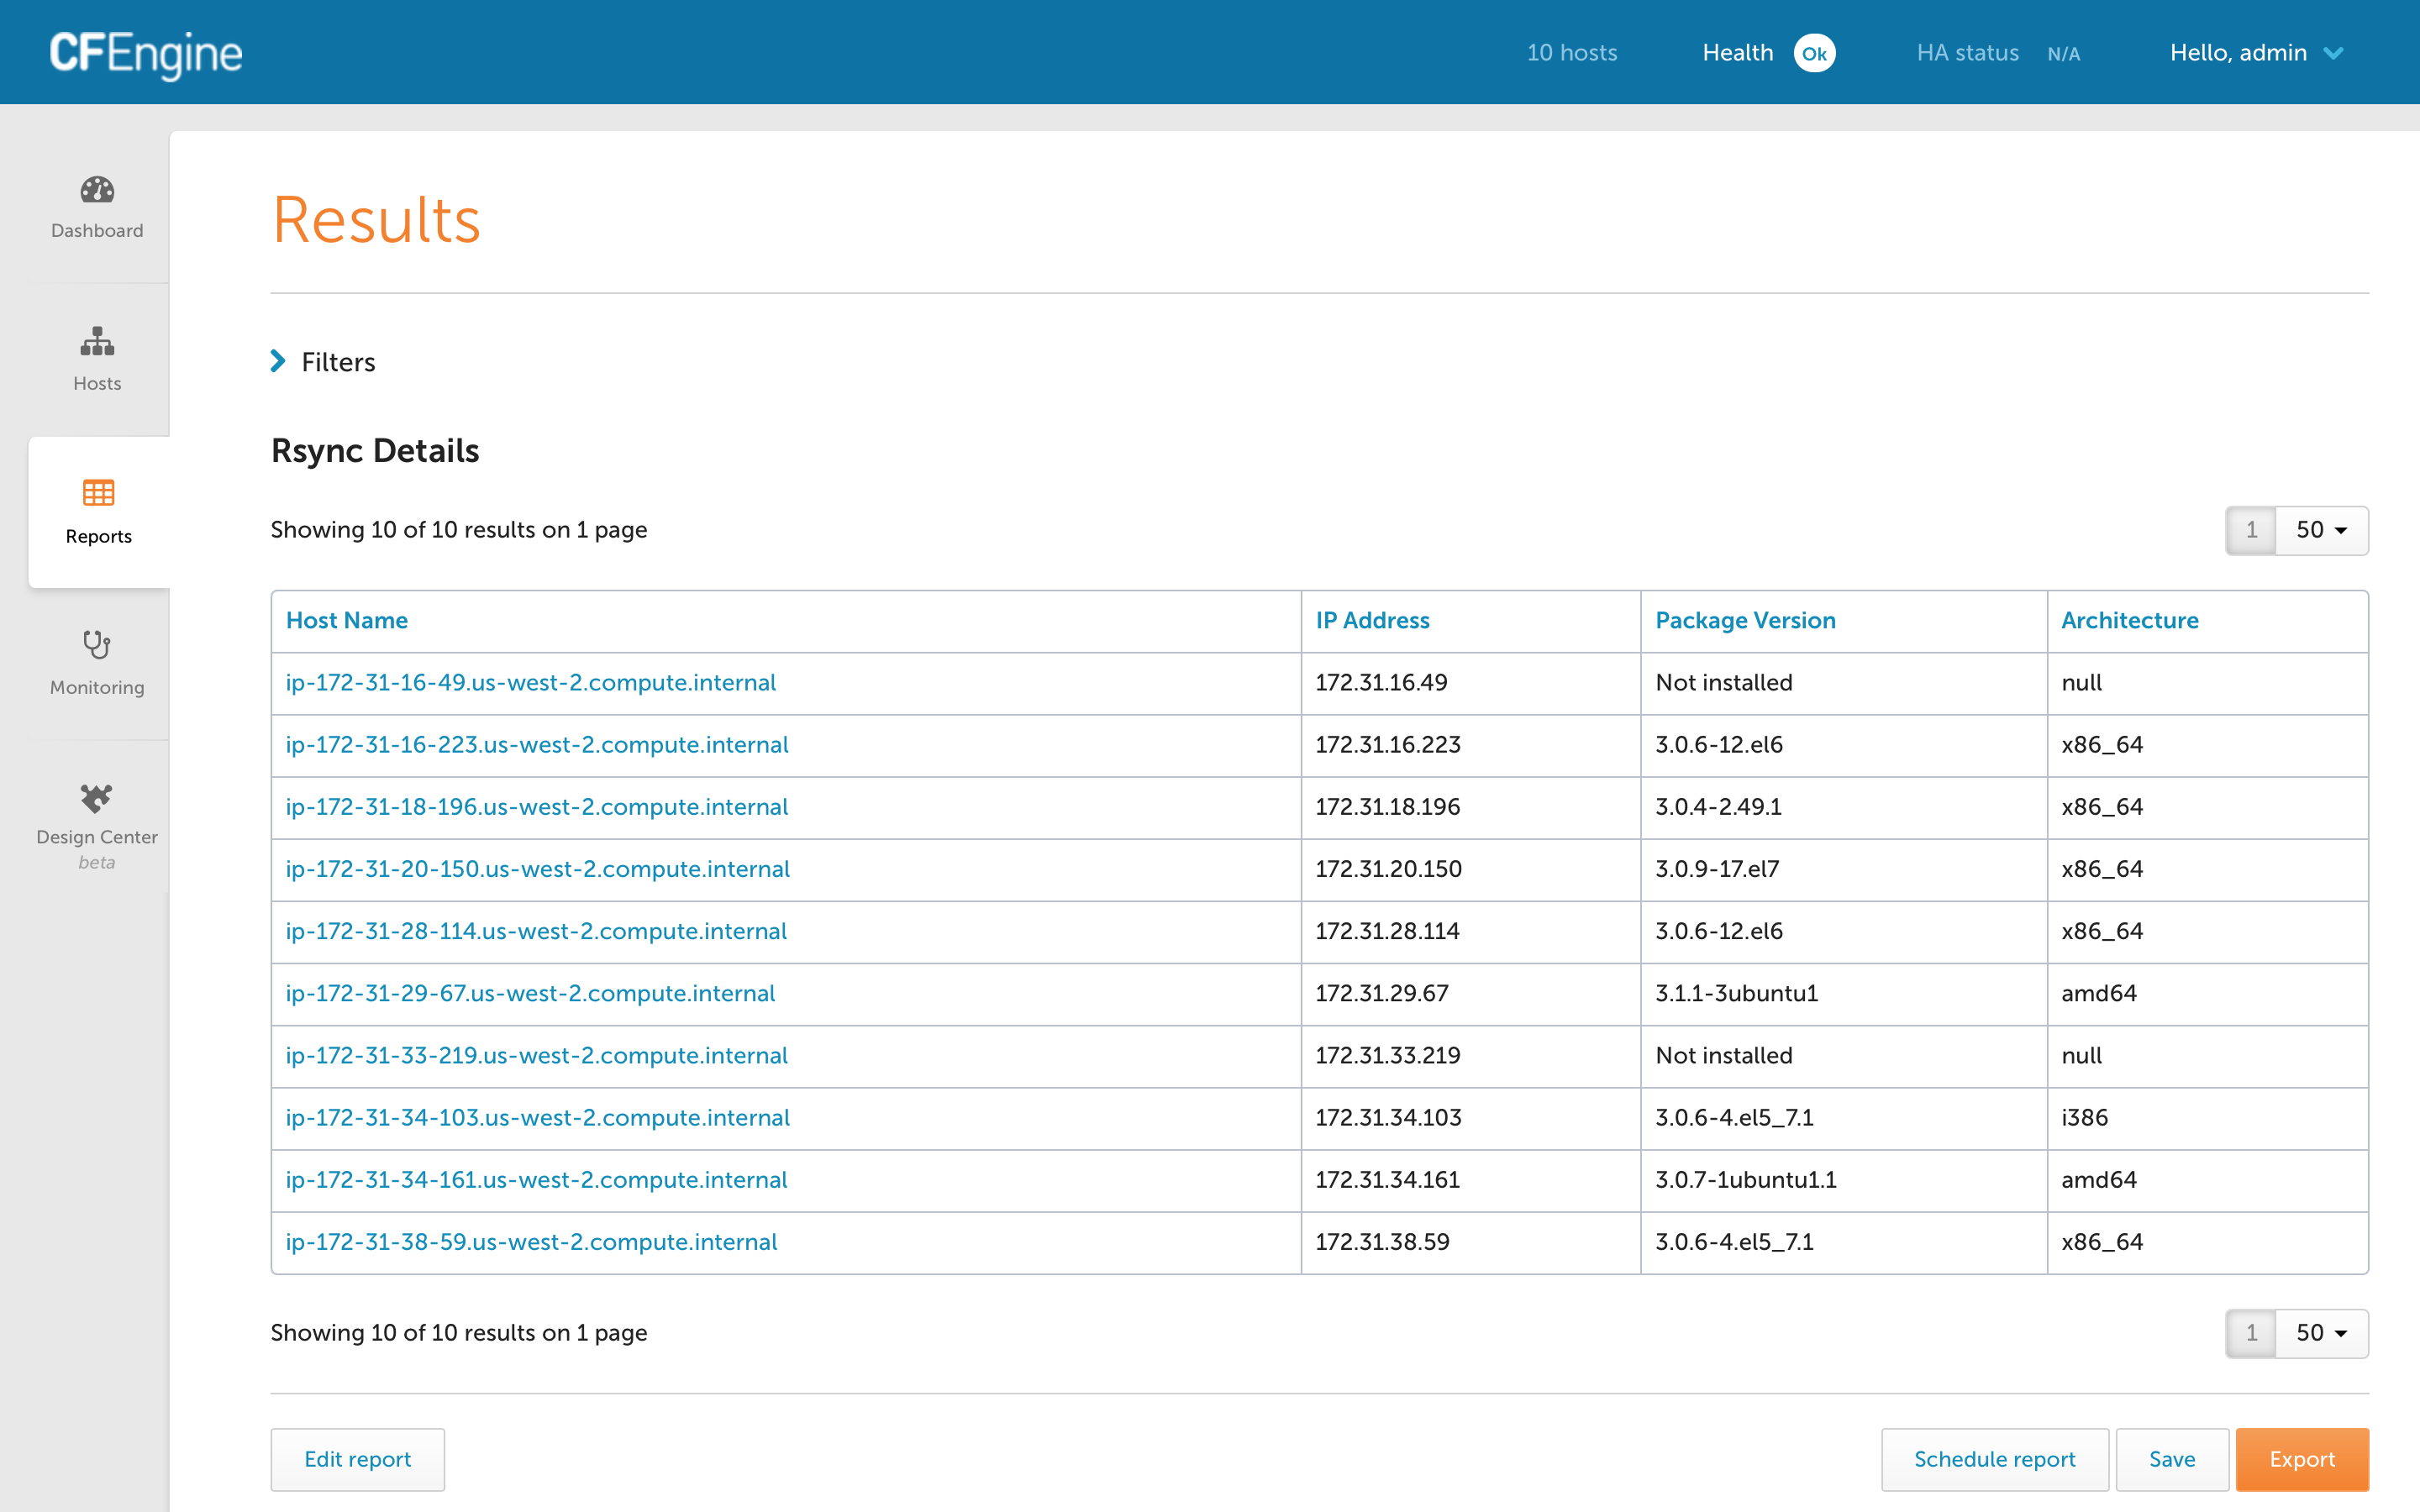 CFEngine
10 hosts Health Ok HA status N/A Hello, admin
Dashboard
Hosts
Reports
Monitoring
Design Center
beta
Results
Filters
Rsync Details
Showing 10 of 10 results on 1 page 1 50
Host Name IP Address Package Version Architecture
ip-172-31-16-49.us-west-2.compute.internal 172.31.16.49 Not installed null
ip-172-31-16-223.us-west-2.compute.internal 172.31.16.223 3.0.6-12.el6 x86_64
ip-172-31-18-196.us-west-2.compute.internal 172.31.18.196 3.0.4-2.49.1 x86_64
ip-172-31-20-150.us-west-2.compute.internal 172.31.20.150 3.0.9-17.el7 x86_64
ip-172-31-28-114.us-west-2.compute.internal 172.31.28.114 3.0.6-12.el6 x86_64
ip-172-31-29-67.us-west-2.compute.internal 172.31.29.67 3.1.1-3ubuntu1 amd64
ip-172-31-33-219.us-west-2.compute.internal 172.31.33.219 Not installed null
ip-172-31-34-103.us-west-2.compute.internal 172.31.34.103 3.0.6-4.el5_7.1 i386
ip-172-31-34-161.us-west-2.compute.internal 172.31.34.161 3.0.7-1ubuntu1.1 amd64
ip-172-31-38-59.us-west-2.compute.internal 172.31.38.59 3.0.6-4.el5_7.1 x86_64
Showing 10 of 10 results on 1 page 1 50
Edit report Schedule report Save Export